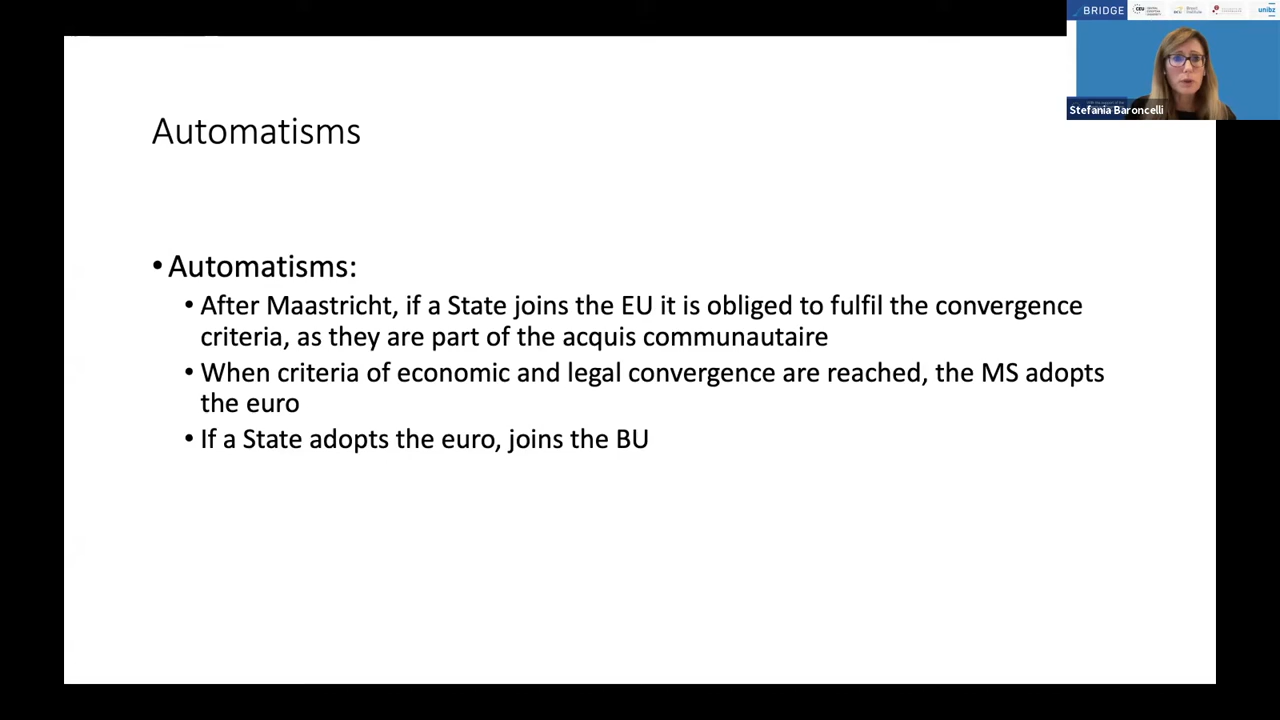 BRIDGE
CEU
unibz
Stefania Baroncelli
Automatisms
• Automatisms:
• After Maastricht, if a State joins the EU it is obliged to fulfil the convergence
criteria, as they are part of the acquis communautaire
• When criteria of economic and legal convergence are reached, the MS adopts
the euro
• If a State adopts the euro, joins the BU